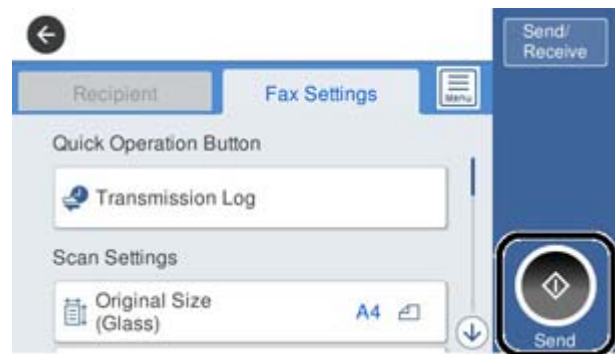 Send/
Receive
Recipient
Fax Settings
Menu
Quick Operation Button
Transmission Log
Scan Settings
Original Size
(Glass)
A4
Send